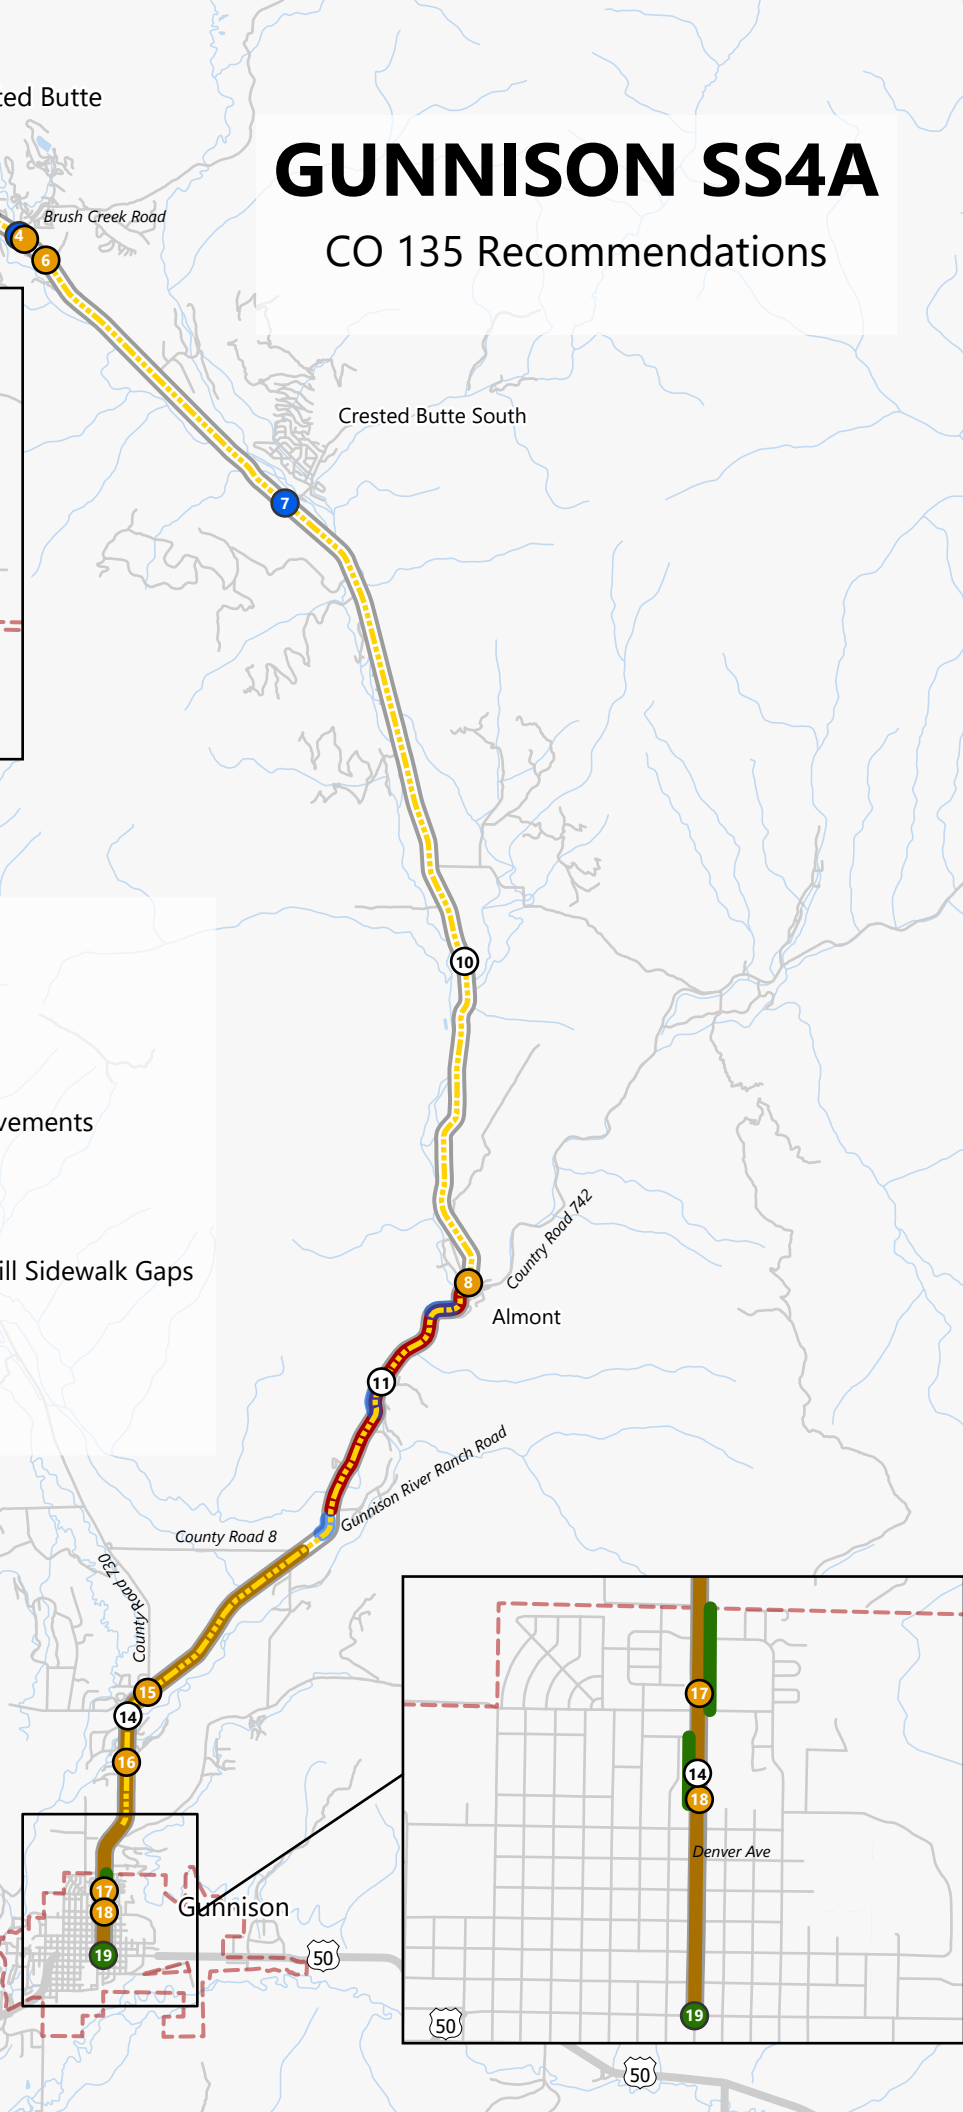 ted Butte
GUNNISON SS4A
CO 135 Recommendations
Brush Creek Road
4
6
Crested Butte South
7
10
vements
Country Road 742
ill Sidewalk Gaps
8
Almont
11
Gunnison River Ranch Road
County Road 8
County Road 730
15
14
16
17
14
18
Denver Ave
17
18
Gunnison
19
50
19
50
50